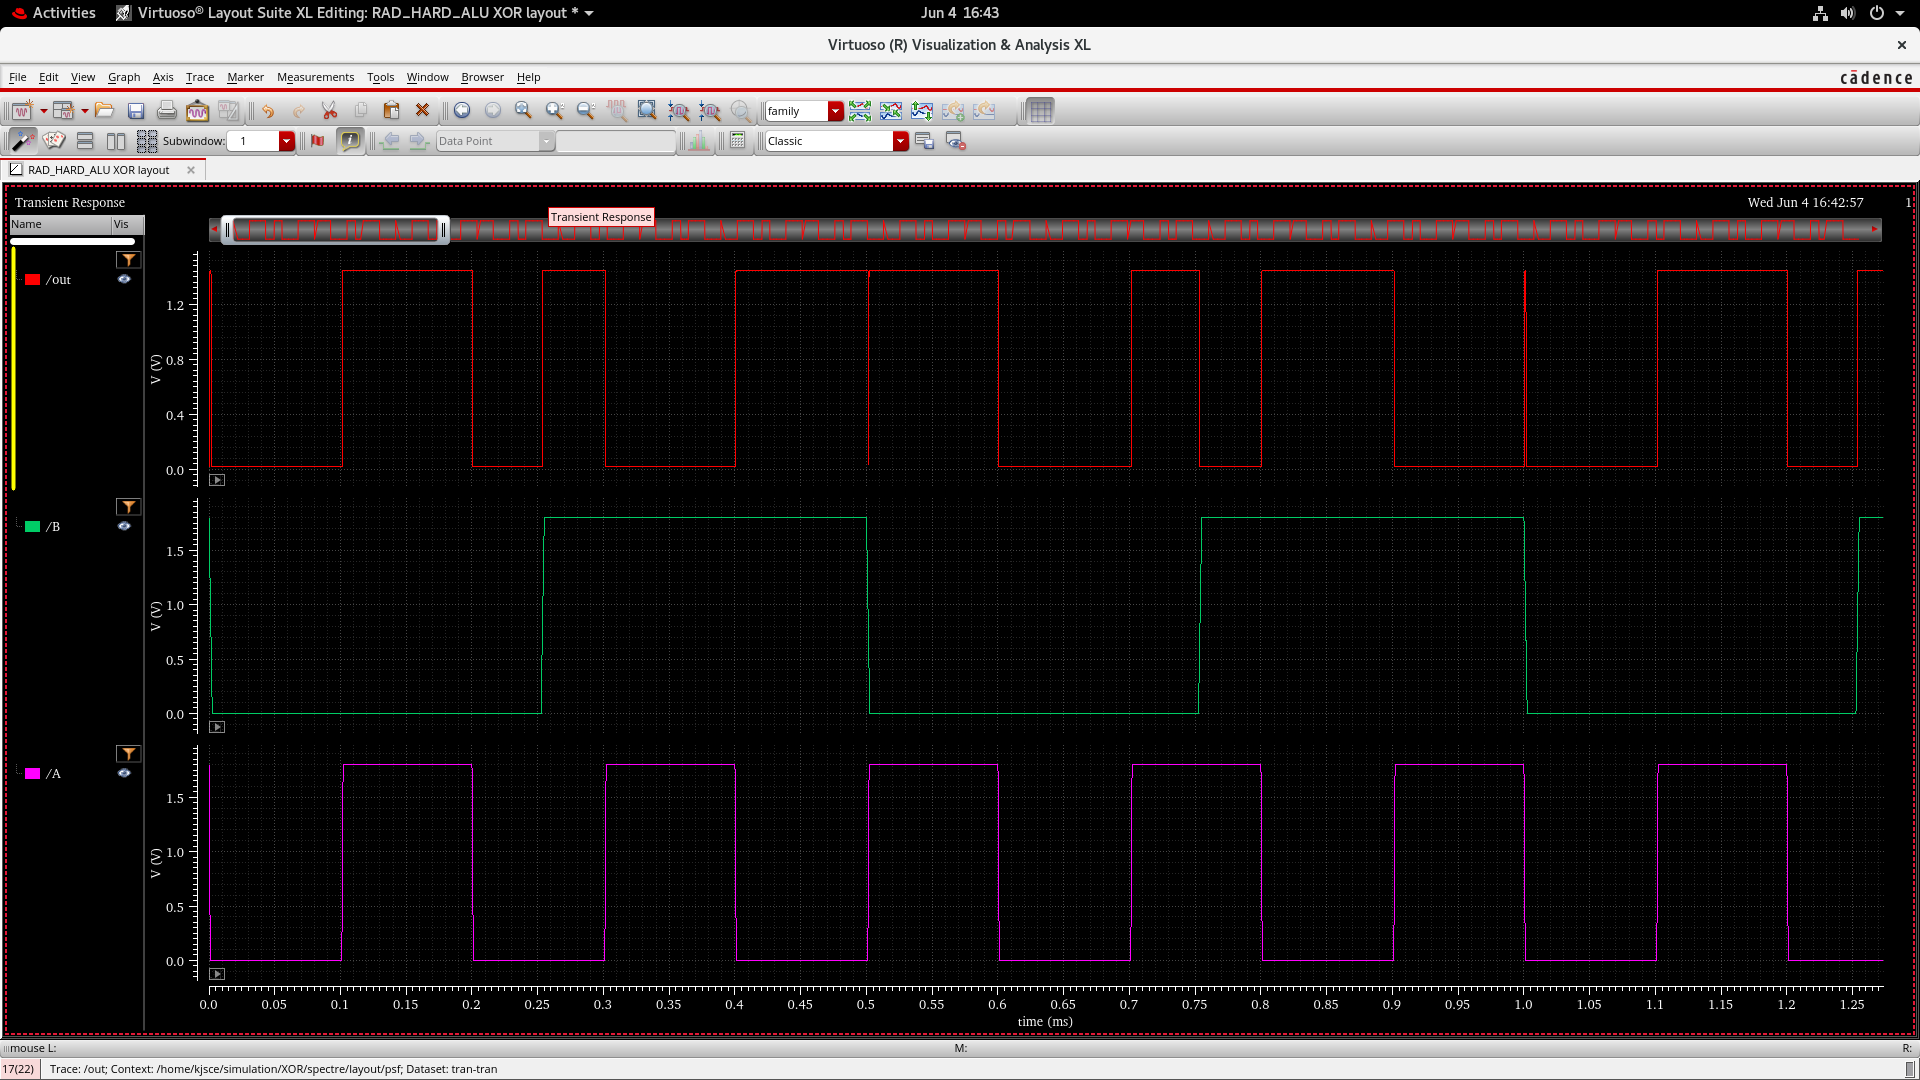 Activities
Virtuoso® Layout Suite XL Editing: RAD_HARD_ALU XOR layout *
Jun 4 16:43
Virtuoso (R) Visualization & Analysis XL
File Edit View Graph Axis Trace Marker Measurements Tools Window Browser Help
cādence
family
Subwindow: 1
Data Point
Classic
RAD_HARD_ALU XOR layout
Transient Response
Wed Jun 4 16:42:57
1
Name Vis
Transient Response
/out
V (V)
1.2
0.8
0.4
0.0
/B
V (V)
1.5
1.0
0.5
0.0
/A
V (V)
1.5
1.0
0.5
0.0
0.0 0.05 0.1 0.15 0.2 0.25 0.3 0.35 0.4 0.45 0.5 0.55 0.6 0.65 0.7 0.75 0.8 0.85 0.9 0.95 1.0 1.05 1.1 1.15 1.2 1.25
time (ms)
mouse L:
M:
R:
17(22)
Trace: /out; Context: /home/kjsce/simulation/XOR/spectre/layout/psf; Dataset: tran-tran